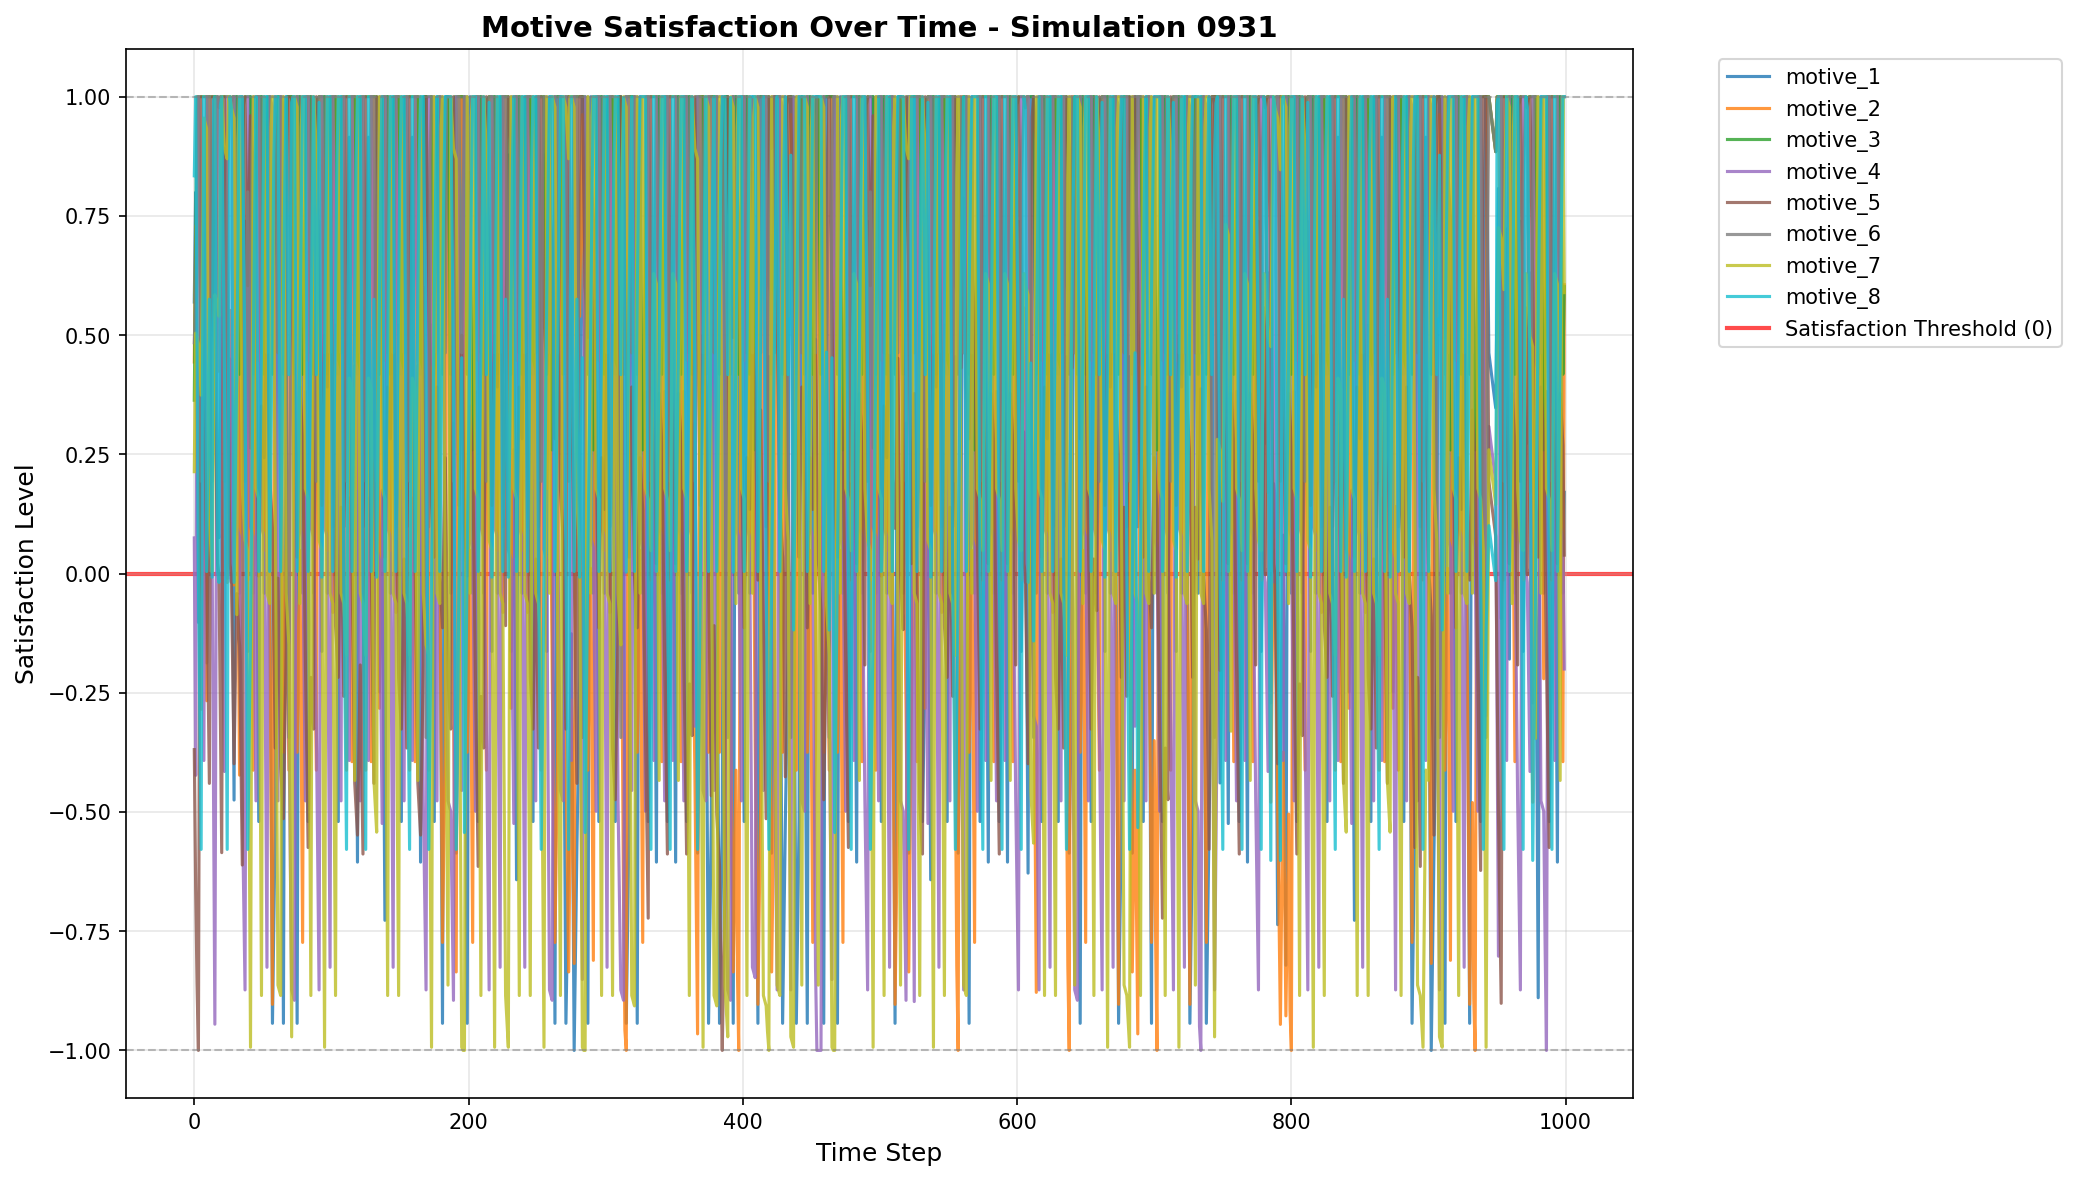 Motive Satisfaction Over Time - Simulation 0931
1.00
0.75
0.50
0.25
0.00
−0.25
−0.50
−0.75
−1.00
Satisfaction Level
0 200 400 600 800 1000
Time Step
motive_1
motive_2
motive_3
motive_4
motive_5
motive_6
motive_7
motive_8
Satisfaction Threshold (0)